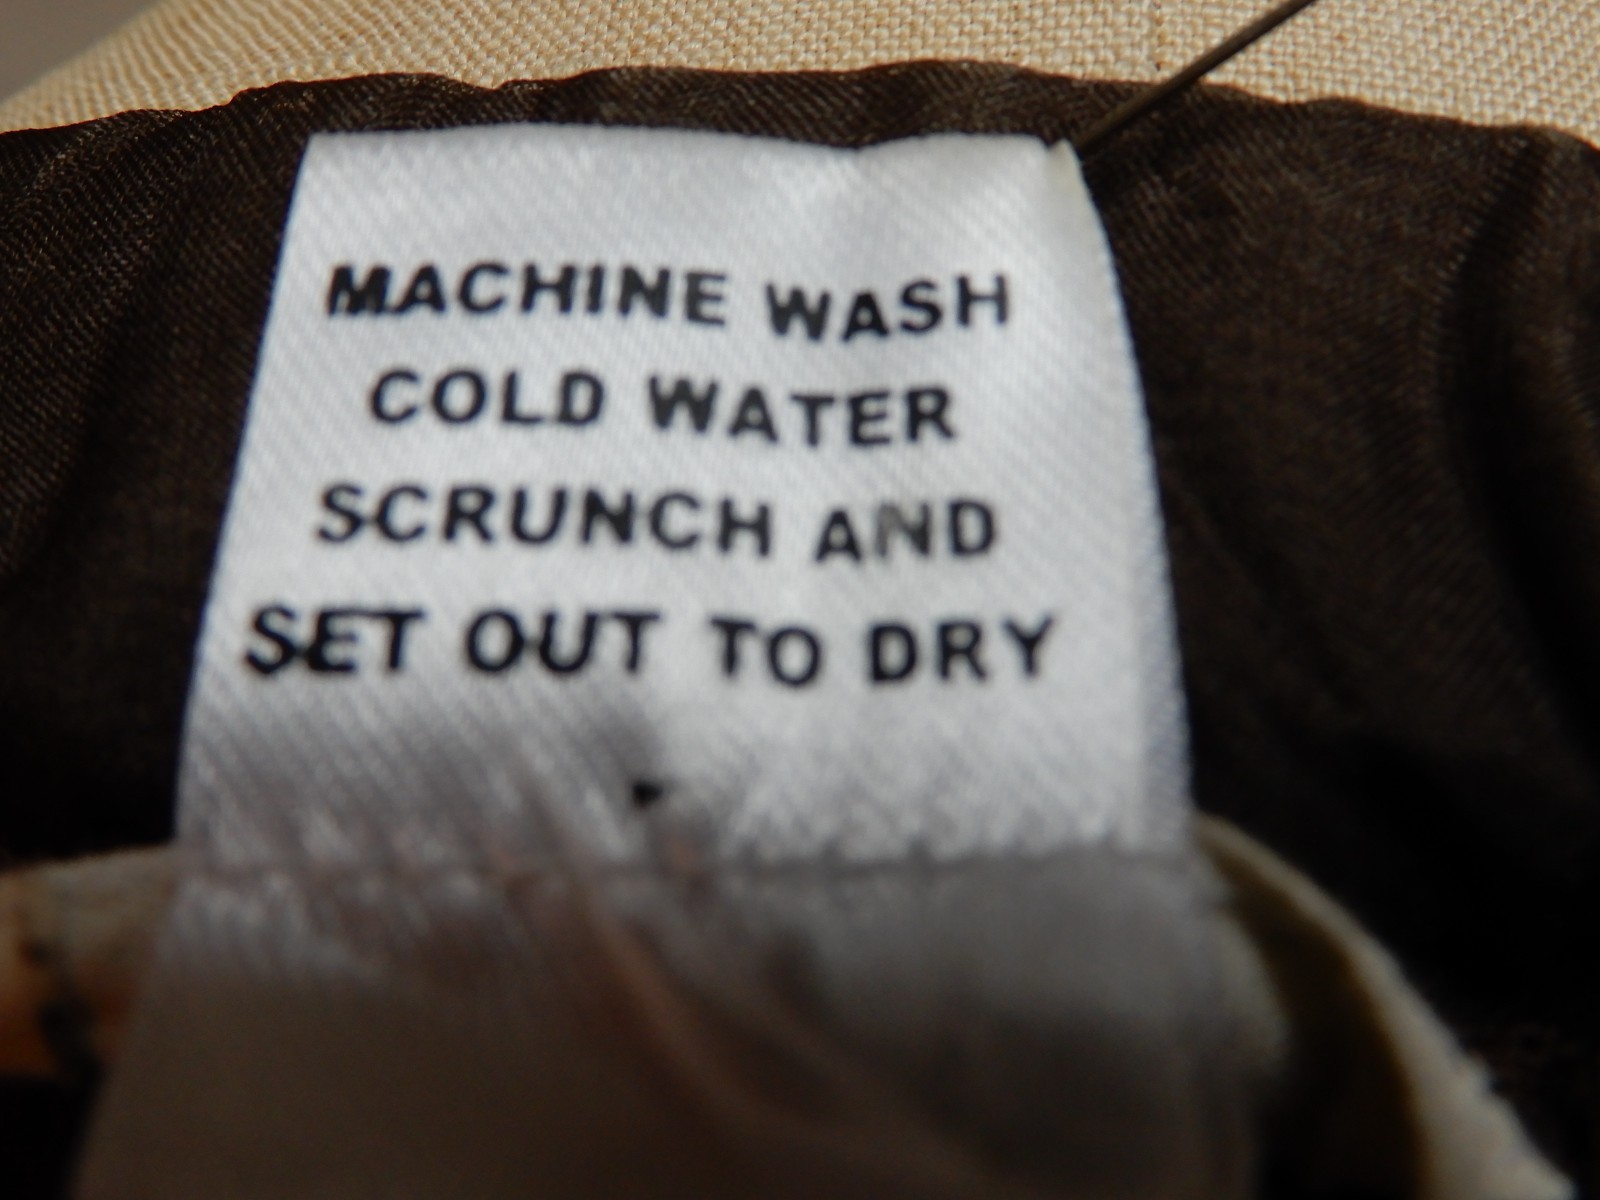 MACHINE WASH
COLD WATER
SCRUNCH AND
SET OUT TO DRY